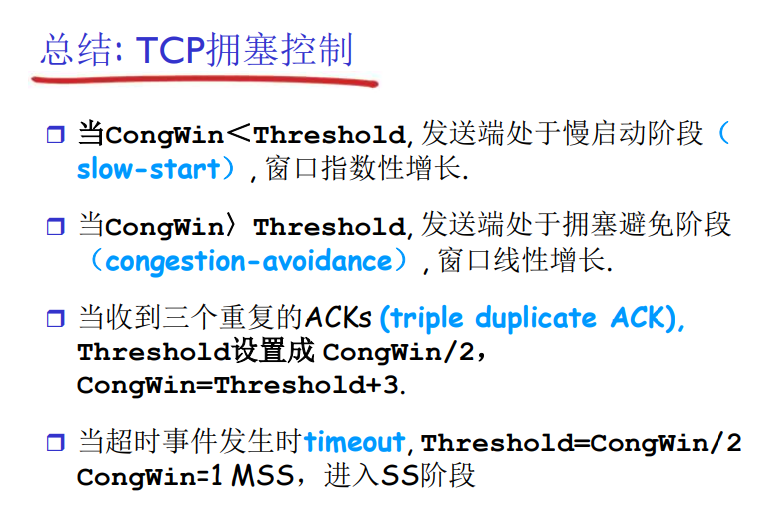 总结: TCP拥塞控制
当CongWin＜Threshold, 发送端处于慢启动阶段（
slow-start）, 窗口指数性增长.
当CongWin〉Threshold, 发送端处于拥塞避免阶段
（congestion-avoidance）, 窗口线性增长.
当收到三个重复的ACKs (triple duplicate ACK),
Threshold设置成 CongWin/2,
CongWin=Threshold+3.
当超时事件发生时timeout, Threshold=CongWin/2
CongWin=1 MSS，进入SS阶段